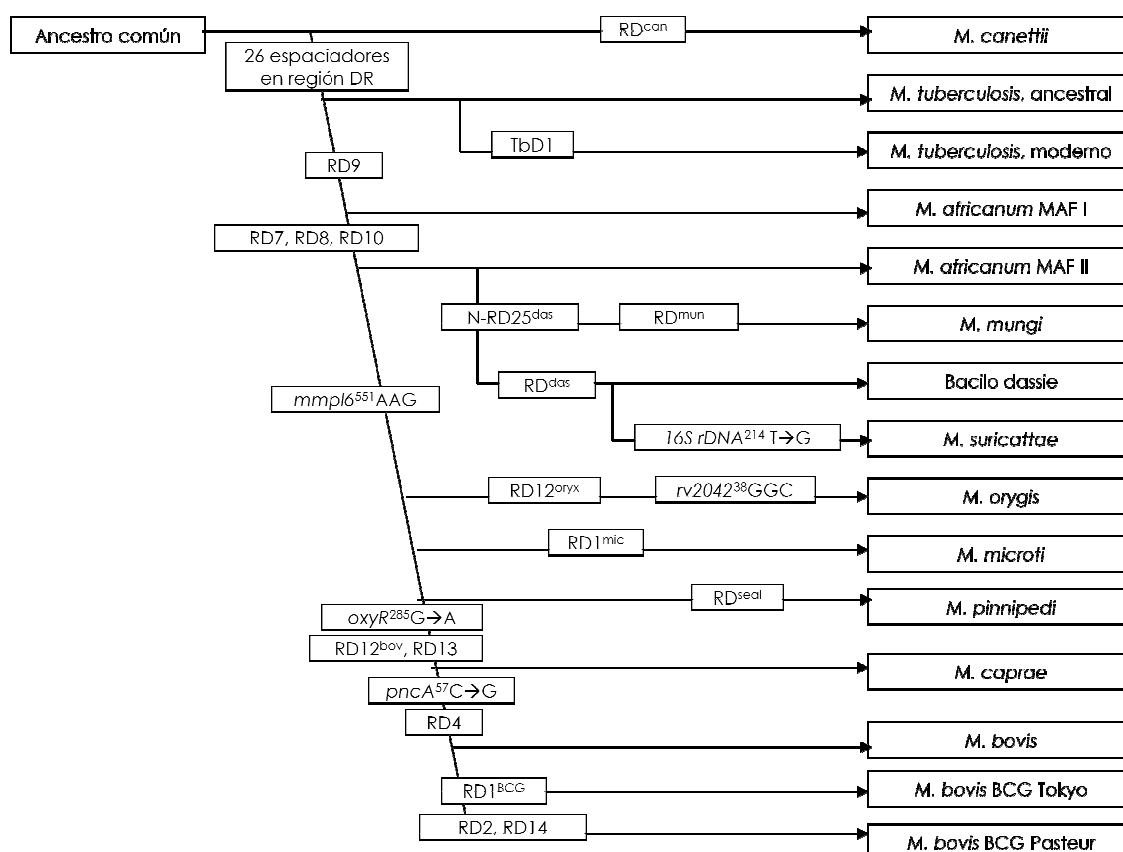 Ancestro común
RDcan
M. canettii
26 espaciadores
en región DR
M. tuberculosis, ancestral
TbD1
M. tuberculosis, moderno
RD9
M. africanum MAF I
RD7, RD8, RD10
M. africanum MAF II
N-RD25das
RDmun
M. mungi
RDdas
Bacilo dassie
mmpl6551AAG
16S rDNA214 T→G
M. suricattae
RD12oryx
rv204238GGC
M. orygis
RD1mic
M. microti
RDseal
M. pinnipedi
oxyR285G→A
RD12bov, RD13
M. caprae
pncA57C→G
RD4
M. bovis
RD1BCG
M. bovis BCG Tokyo
RD2, RD14
M. bovis BCG Pasteur